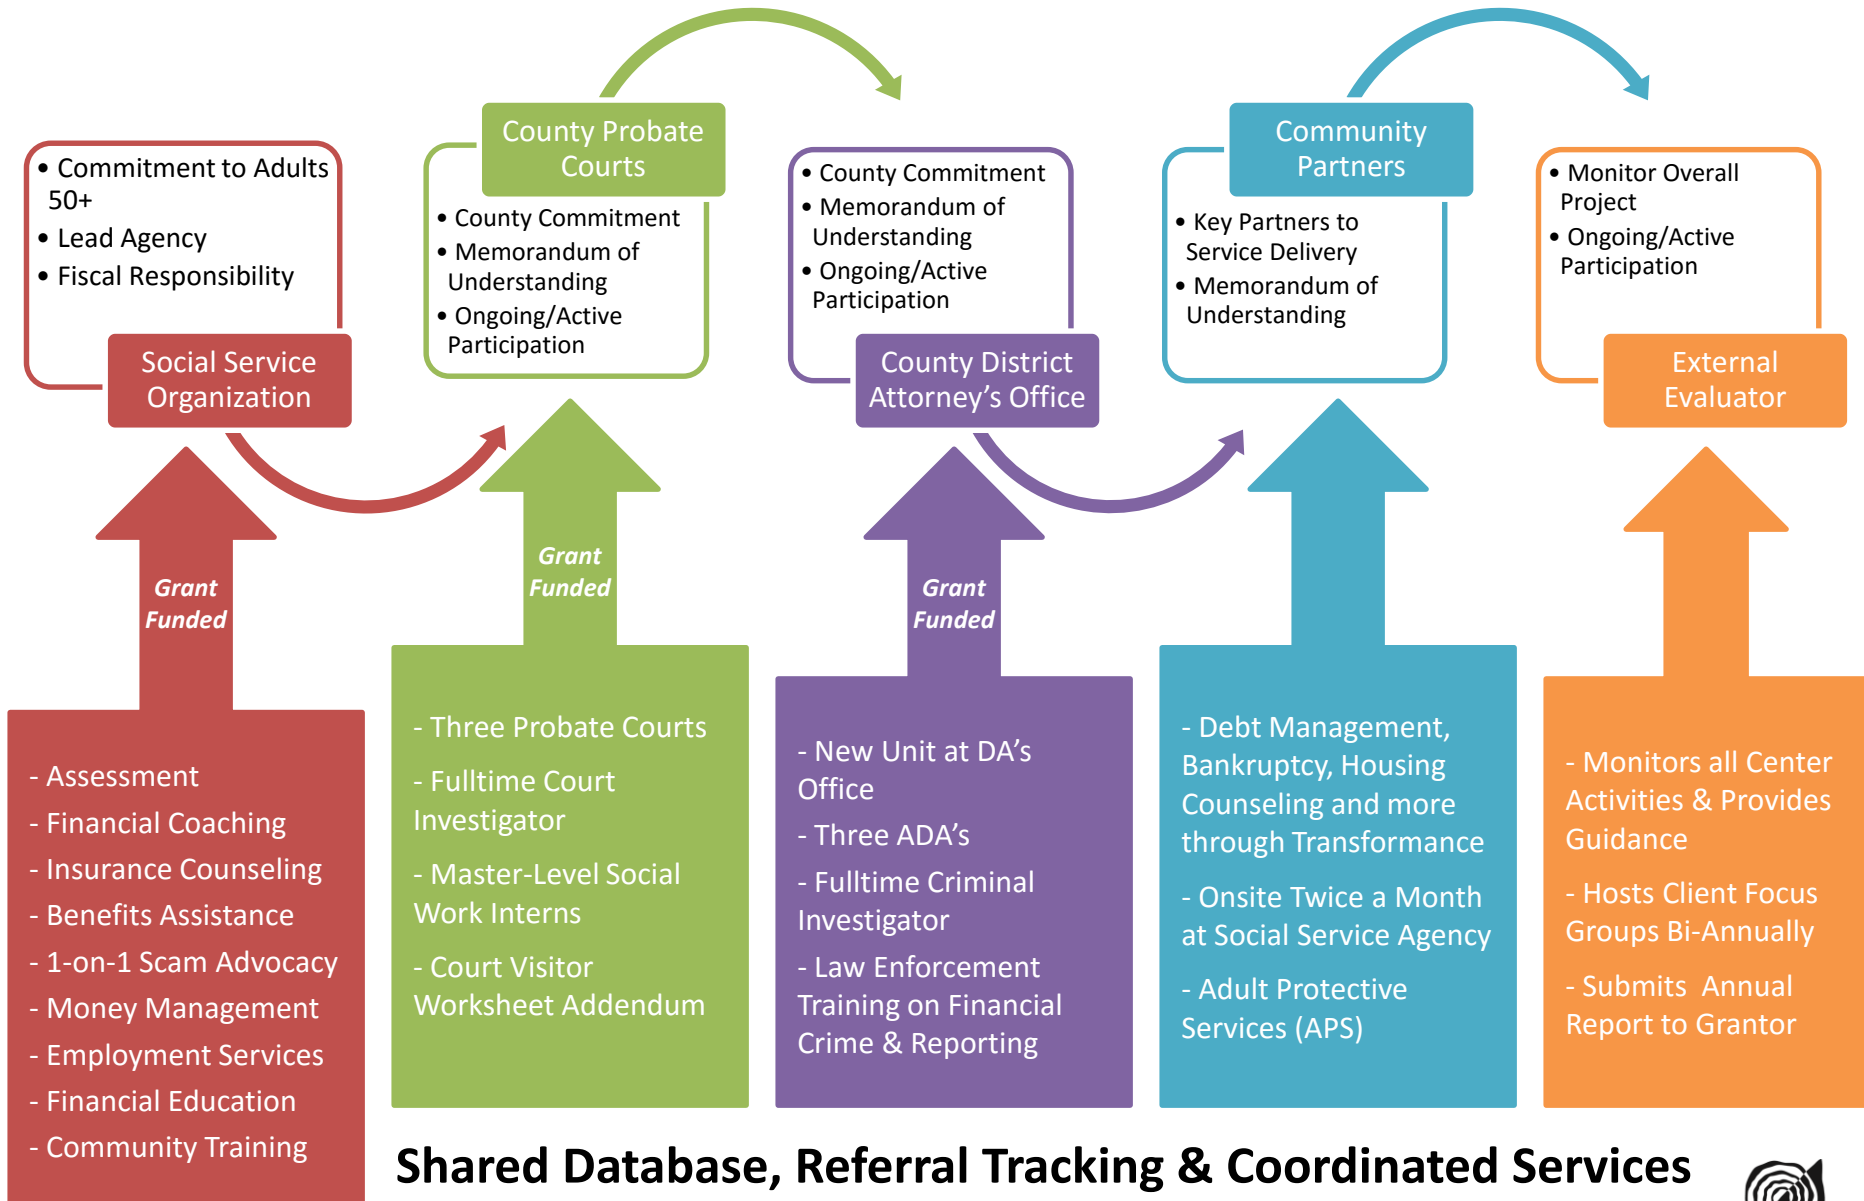 • Commitment to Adults
50+
• Lead Agency
• Fiscal Responsibility
Social Service
Organization
Grant
Funded
- Assessment
- Financial Coaching
- Insurance Counseling
- Benefits Assistance
- 1-on-1 Scam Advocacy
- Money Management
- Employment Services
- Financial Education
- Community Training
County Probate
Courts
• County Commitment
• Memorandum of
Understanding
• Ongoing/Active
Participation
Grant
Funded
- Three Probate Courts
- Fulltime Court
Investigator
- Master-Level Social
Work Interns
- Court Visitor
Worksheet Addendum
• County Commitment
• Memorandum of
Understanding
• Ongoing/Active
Participation
County District
Attorney’s Office
Grant
Funded
- New Unit at DA’s
Office
- Three ADA’s
- Fulltime Criminal
Investigator
- Law Enforcement
Training on Financial
Crime & Reporting
Community
Partners
• Key Partners to
Service Delivery
• Memorandum of
Understanding
- Debt Management,
Bankruptcy, Housing
Counseling and more
through Transformance
- Onsite Twice a Month
at Social Service Agency
- Adult Protective
Services (APS)
• Monitor Overall
Project
• Ongoing/Active
Participation
External
Evaluator
- Monitors all Center
Activities & Provides
Guidance
- Hosts Client Focus
Groups Bi-Annually
- Submits Annual
Report to Grantor
Shared Database, Referral Tracking & Coordinated Services